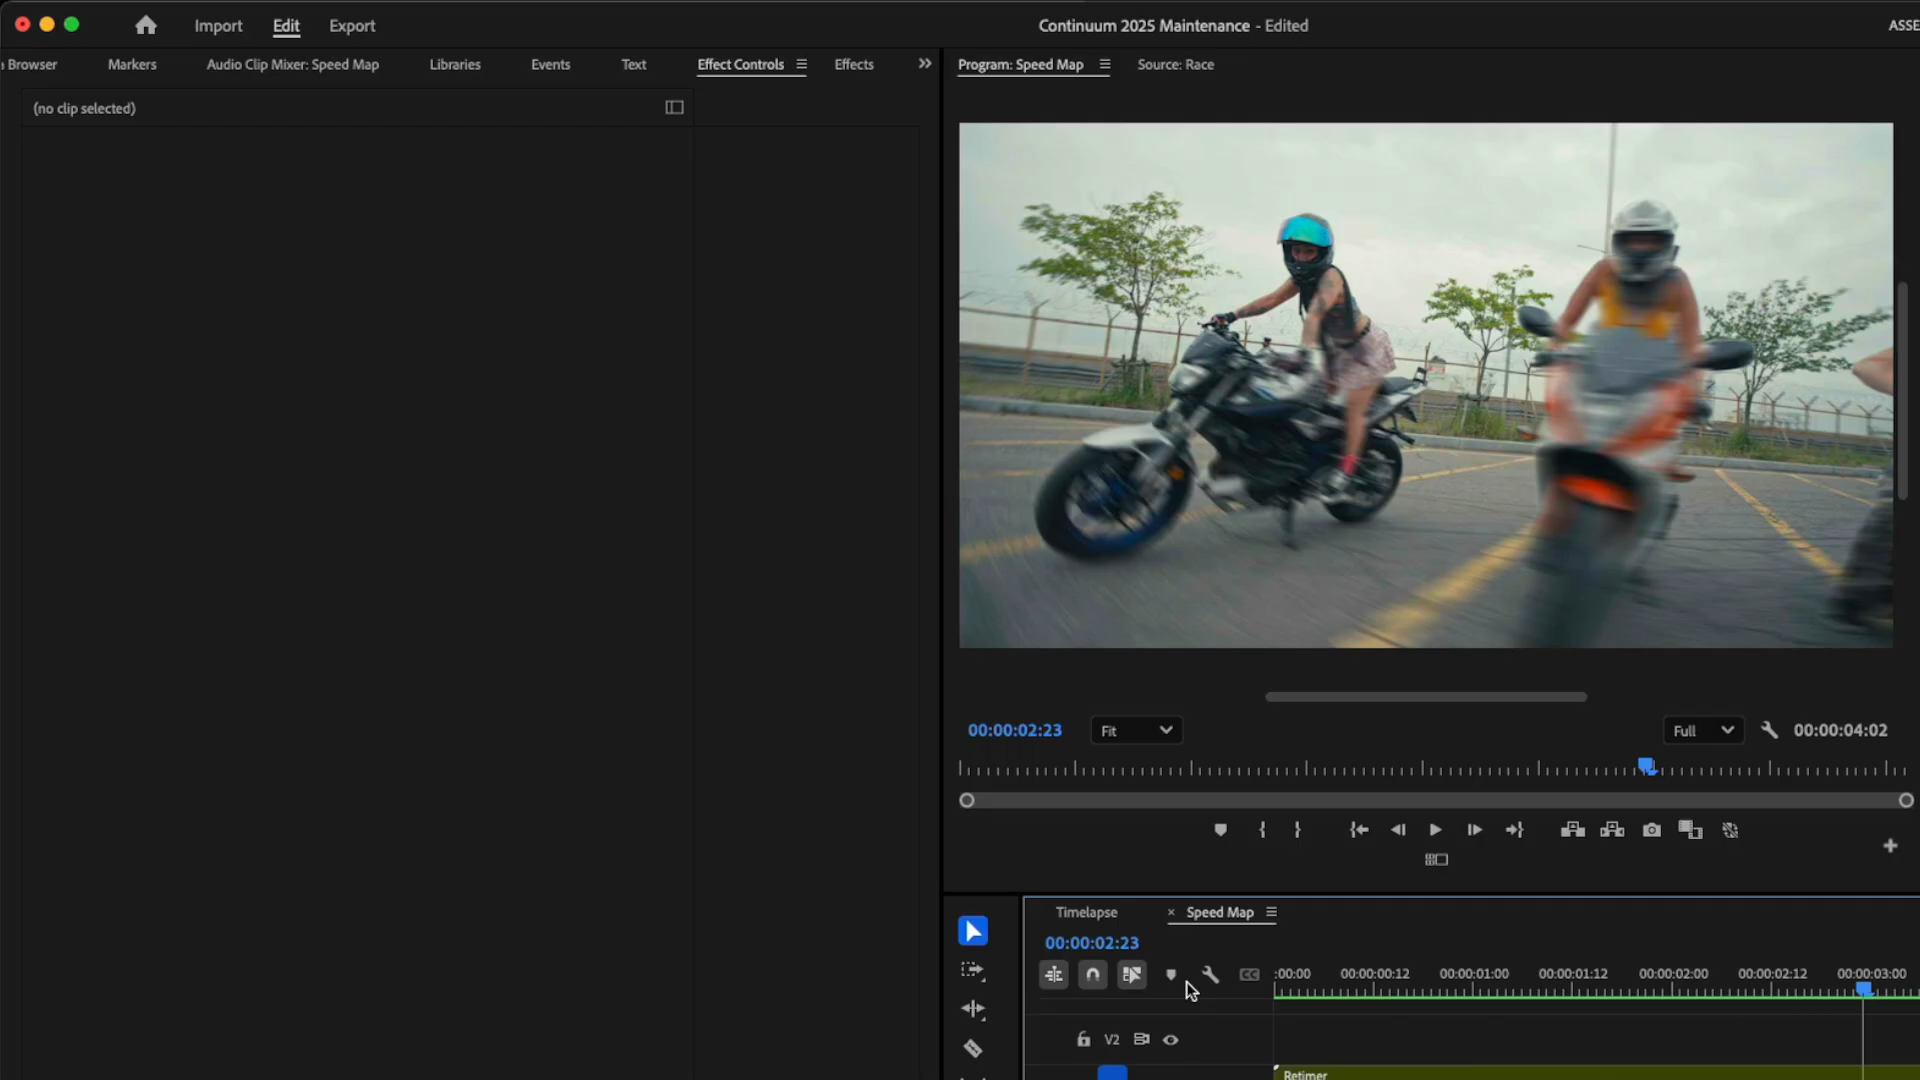 Import
Edit
Export
Continuum 2025 Maintenance - Edited
ASSE
Browser
Markers
Audio Clip Mixer: Speed Map
Libraries
Events
Text
Effect Controls
Effects
Program: Speed Map
Source: Race
(no clip selected)
00:00:02:23
Fit
Full
00:00:04:02
Timelapse
Speed Map
00:00:02:23
:00:00
00:00:00:12
00:00:01:00
00:00:01:12
00:00:02:00
00:00:02:12
00:00:03:00
V2
Retimer